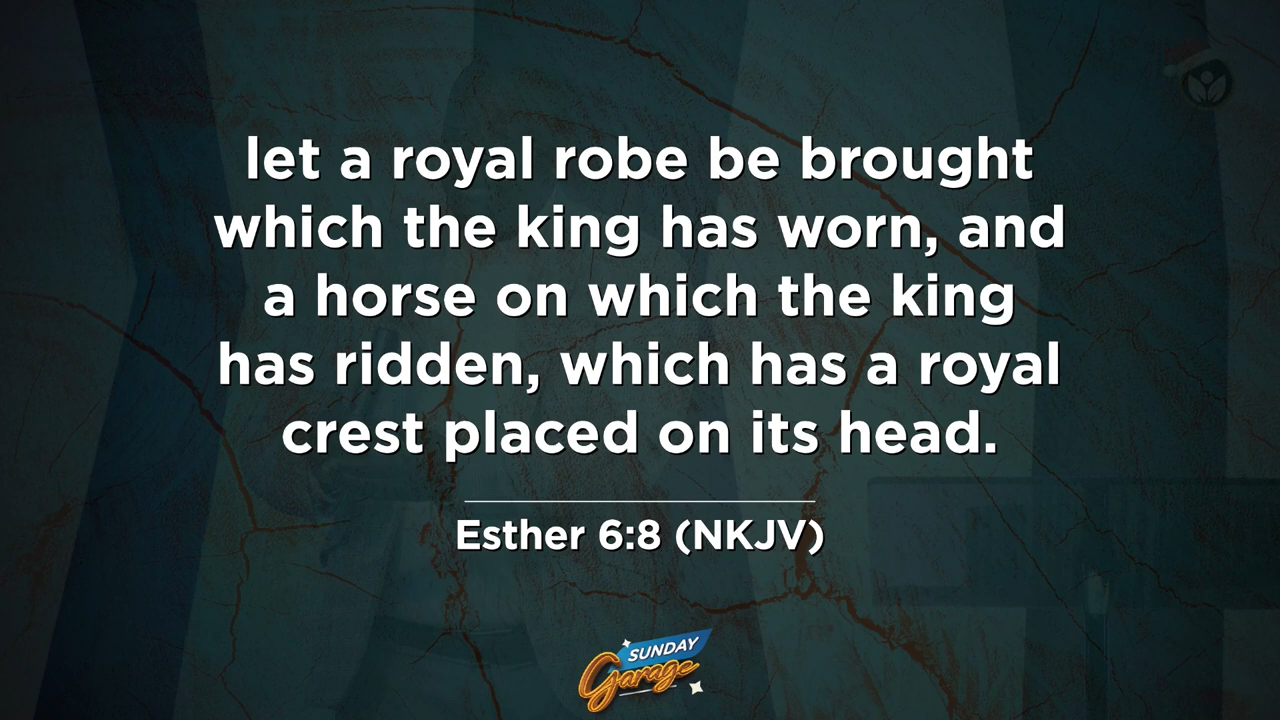 let a royal robe be brought
which the king has worn, and
a horse on which the king
has ridden, which has a royal
crest placed on its head.
Esther 6:8 (NKJV)
SUNDAY
Garage